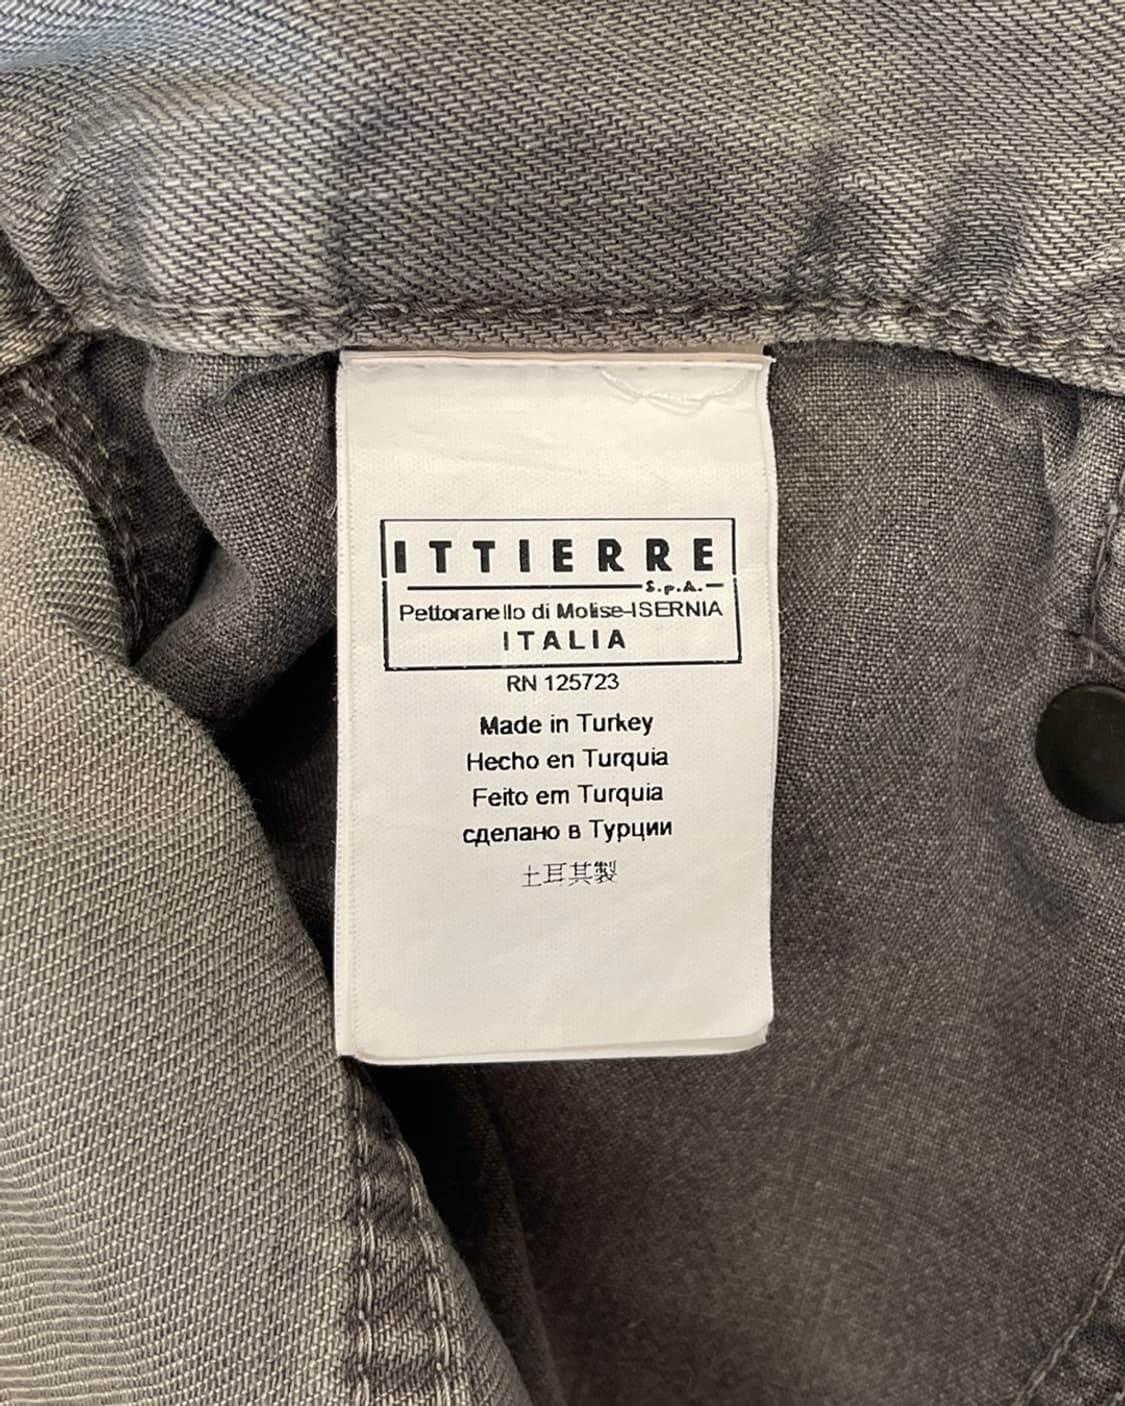 ITTIERRE
S.p.A.
Pettoranello di Molise-ISERNIA
ITALIA
RN 125723
Made in Turkey
Hecho en Turquia
Feito em Turquia
сделано в Турции
土耳其製